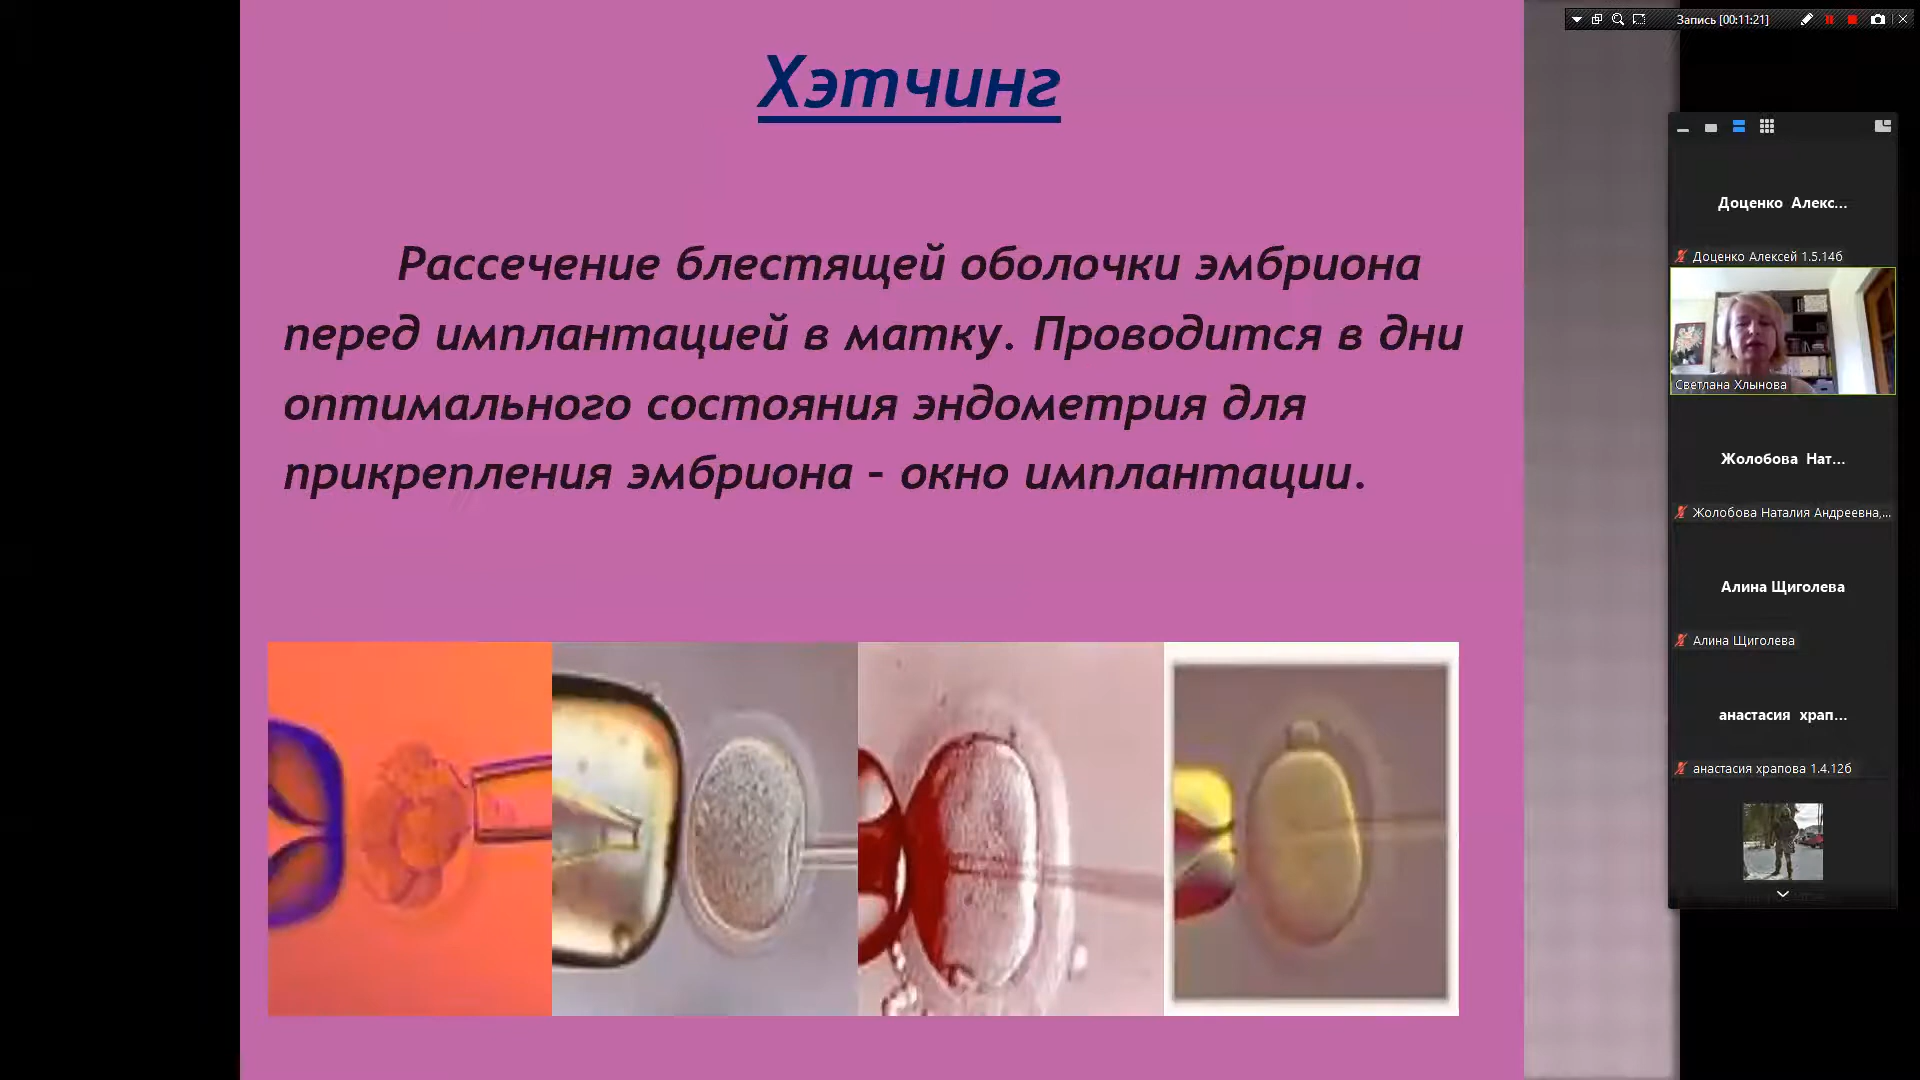 Запись [00:11:21]
Хэтчинг
Рассечение блестящей оболочки эмбриона
перед имплантацией в матку. Проводится в дни
оптимального состояния эндометрия для
прикрепления эмбриона – окно имплантации.
Доценко Алекс...
Доценко Алексей 1.5.14б
Светлана Хлынова
Жолобова Нат...
Жолобова Наталия Андреевна,...
Алина Щиголева
Алина Щиголева
анастасия храп...
анастасия храпова 1.4.12б